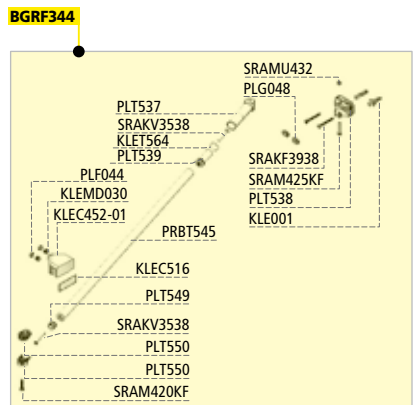 BGRF344
SRAMU432
PLG048
PLT537
SRAKV3538
KLET564
PLT539
SRAKF3938
SRAM425KF
PLT538
KLE001
PLF044
KLEMD030
KLEC452-01
PRBT545
KLEC516
PLT549
SRAKV3538
PLT550
PLT550
SRAM420KF